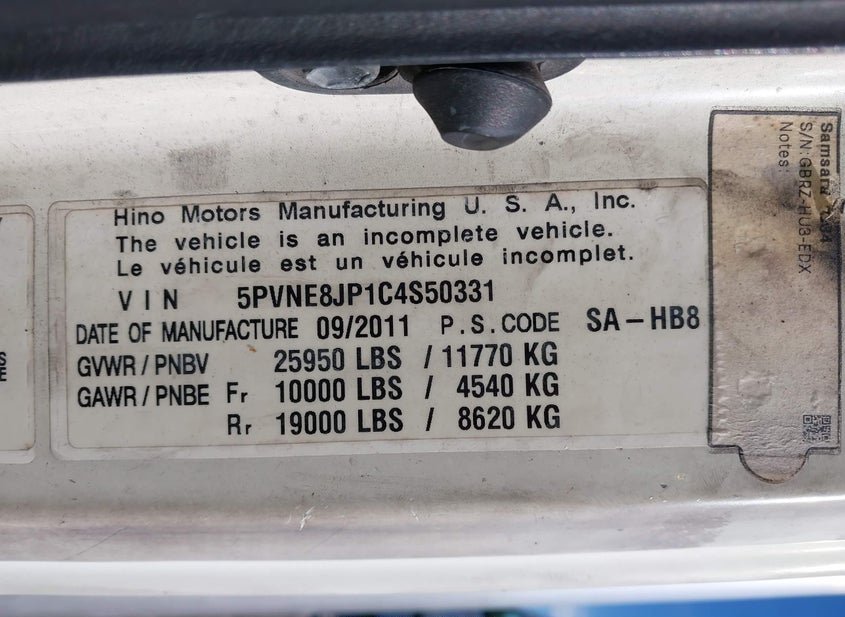 Hino Motors Manufacturing U. S. A., Inc.
The vehicle is an incomplete vehicle.
Le véhicule est un véhicule incomplet.
VIN 5PVNE8JP1C4S50331
DATE OF MANUFACTURE 09/2011 P.S.CODE SA-HB8
GVWR / PNBV 25950 LBS / 11770 KG
GAWR / PNBE Fr 10000 LBS / 4540 KG
Rr 19000 LBS / 8620 KG
Samsara
S/N:GBRZ-HU3-EDX
Notes: